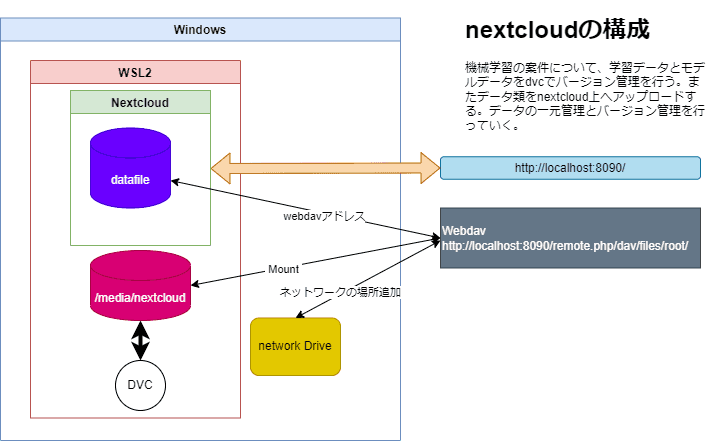 nextcloudの構成
機械学習の案件について、学習データとモデ
ルデータをdvcでバージョン管理を行う。ま
たデータ類をnextcloud上へアップロードす
る。データの一元管理とバージョン管理を行
っていく。
Windows
WSL2
Nextcloud
datafile
http://localhost:8090/
webdavアドレス
Webdav
http://localhost:8090/remote.php/dav/files/root/
Mount
/media/nextcloud
ネットワークの場所追加
network Drive
DVC